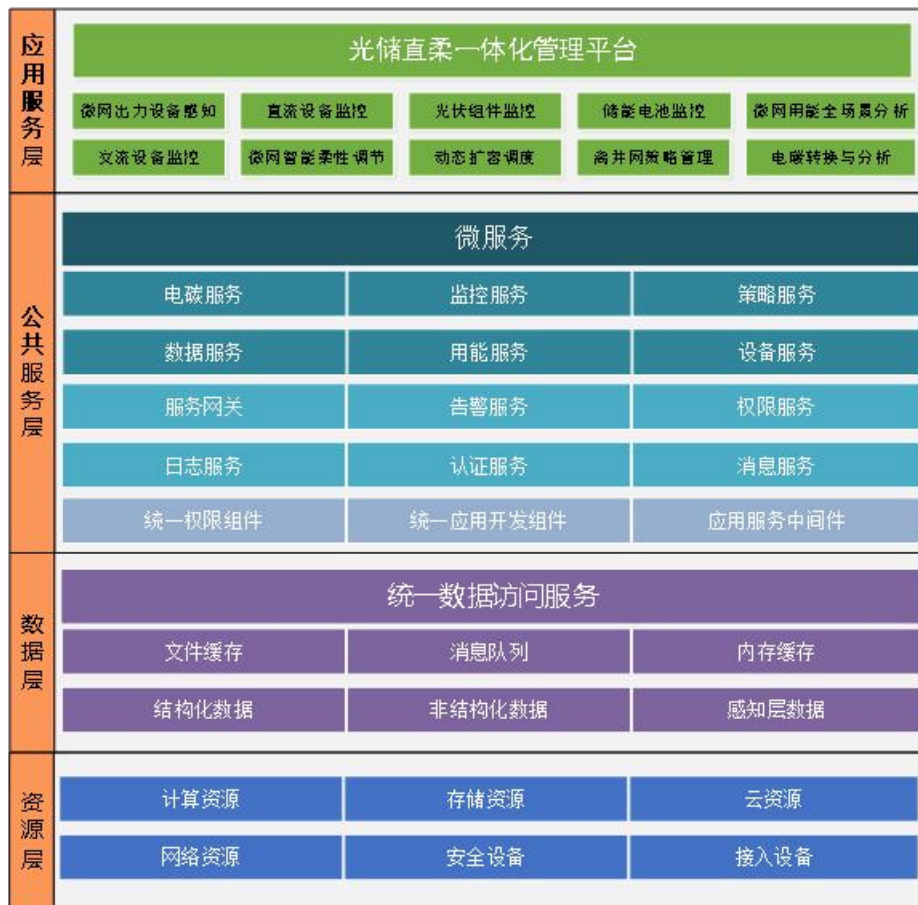 应用服务层
光储直柔一体化管理平台
微网出力设备感知 直流设备监控 光伏组件监控 储能电池监控 微网用能全场景分析
交流设备监控 微网智能柔性调节 动态扩容调度 离并网策略管理 电碳转换与分析
公共服务层
微服务
电碳服务 监控服务 策略服务
数据服务 用能服务 设备服务
服务网关 告警服务 权限服务
日志服务 认证服务 消息服务
统一权限组件 统一应用开发组件 应用服务中间件
数据层
统一数据访问服务
文件缓存 消息队列 内存缓存
结构化数据 非结构化数据 感知层数据
资源层
计算资源 存储资源 云资源
网络资源 安全设备 接入设备